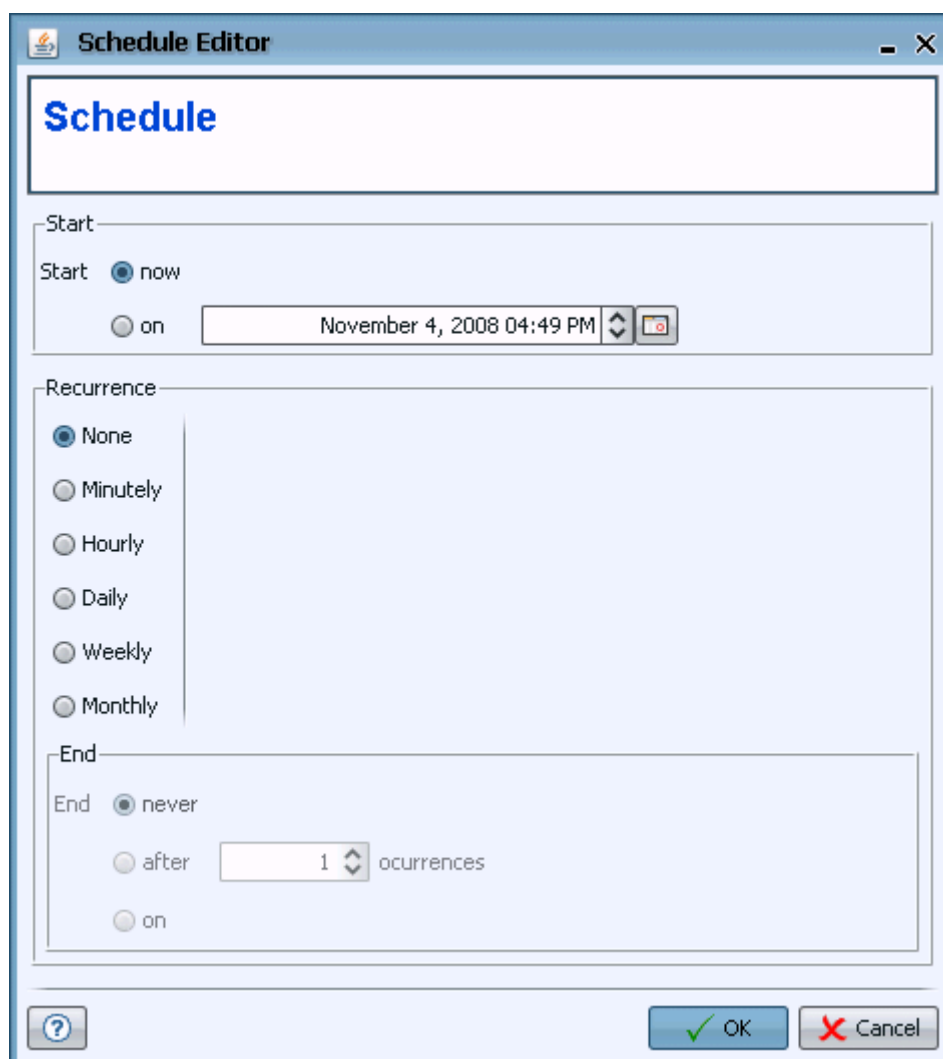 Schedule Editor
Schedule
Start
Start now
on November 4, 2008 04:49 PM
Recurrence
None
Minutely
Hourly
Daily
Weekly
Monthly
End
End never
after 1 ocurrences
on
? OK Cancel